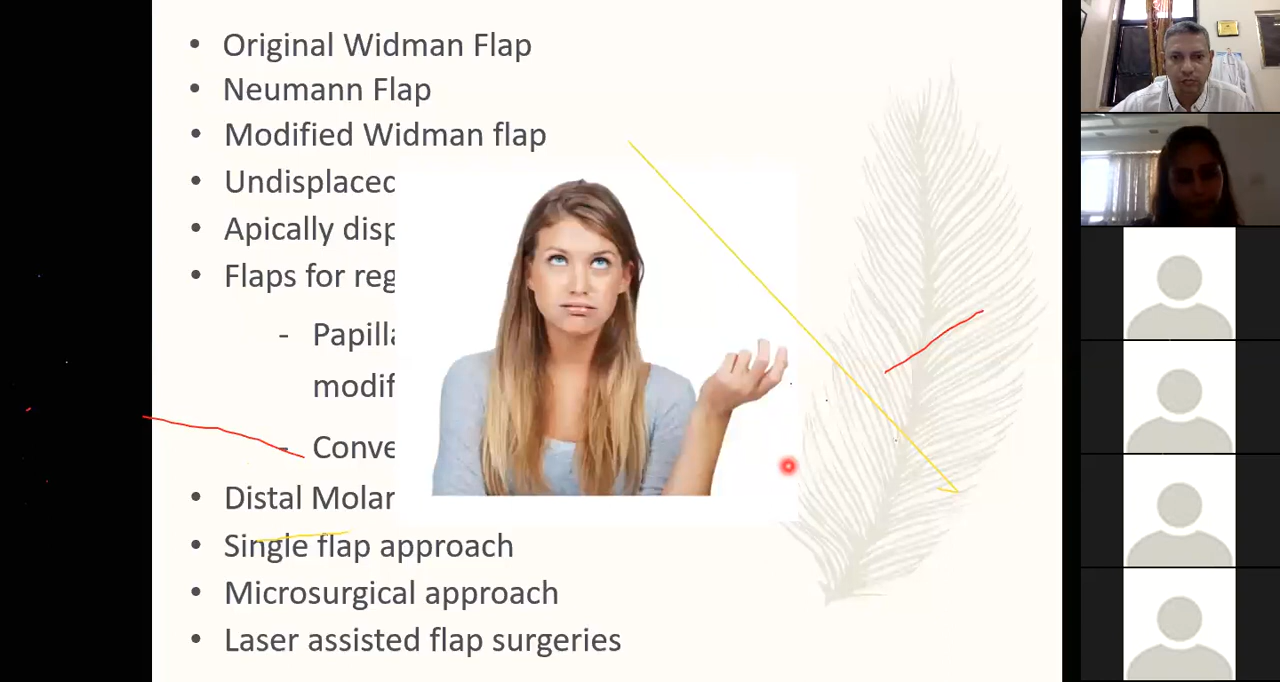 • Original Widman Flap
• Neumann Flap
• Modified Widman flap
• Undisplaced
• Apically disp
• Flaps for reg
- Papilla
modif
- Conve
• Distal Molar
• Single flap approach
• Microsurgical approach
• Laser assisted flap surgeries